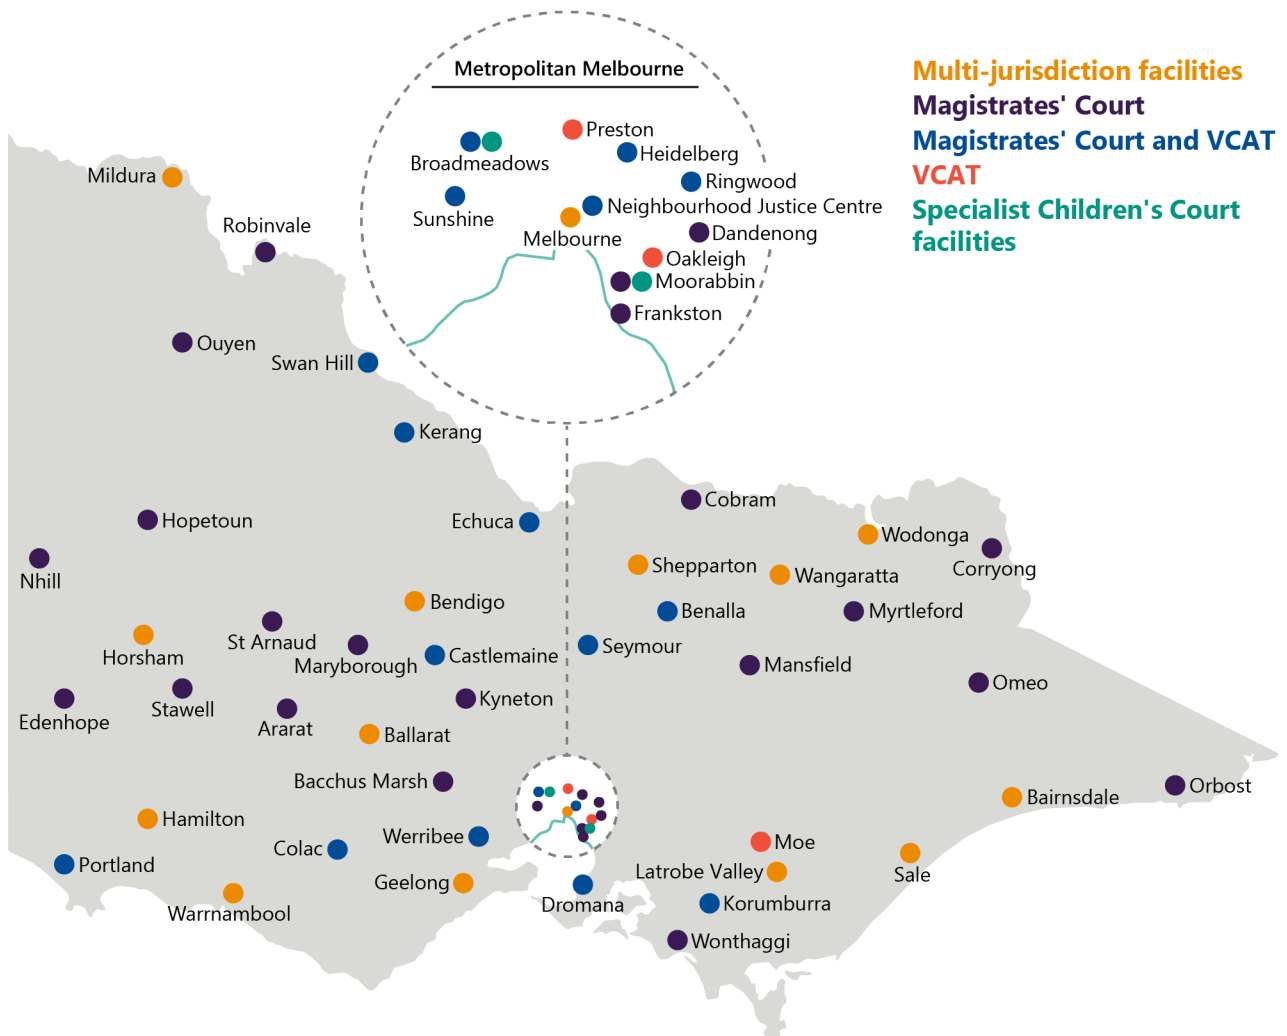 Metropolitan Melbourne
Preston
Broadmeadows
Heidelberg
Ringwood
Sunshine
Neighbourhood Justice Centre
Melbourne
Dandenong
Oakleigh
Moorabbin
Frankston
Multi-jurisdiction facilities
Magistrates' Court
Magistrates' Court and VCAT
VCAT
Specialist Children's Court
facilities
Mildura
Robinvale
Ouyen
Swan Hill
Kerang
Cobram
Hopetoun
Echuca
Wodonga
Nhill
Shepparton
Wangaratta
Corryong
Bendigo
Benalla
Myrtleford
Horsham
St Arnaud
Maryborough
Castlemaine
Seymour
Mansfield
Omeo
Edenhope
Stawell
Ararat
Kyneton
Ballarat
Bacchus Marsh
Orbost
Bairnsdale
Hamilton
Colac
Werribee
Moe
Portland
Geelong
Latrobe Valley
Sale
Warrnambool
Dromana
Korumburra
Wonthaggi